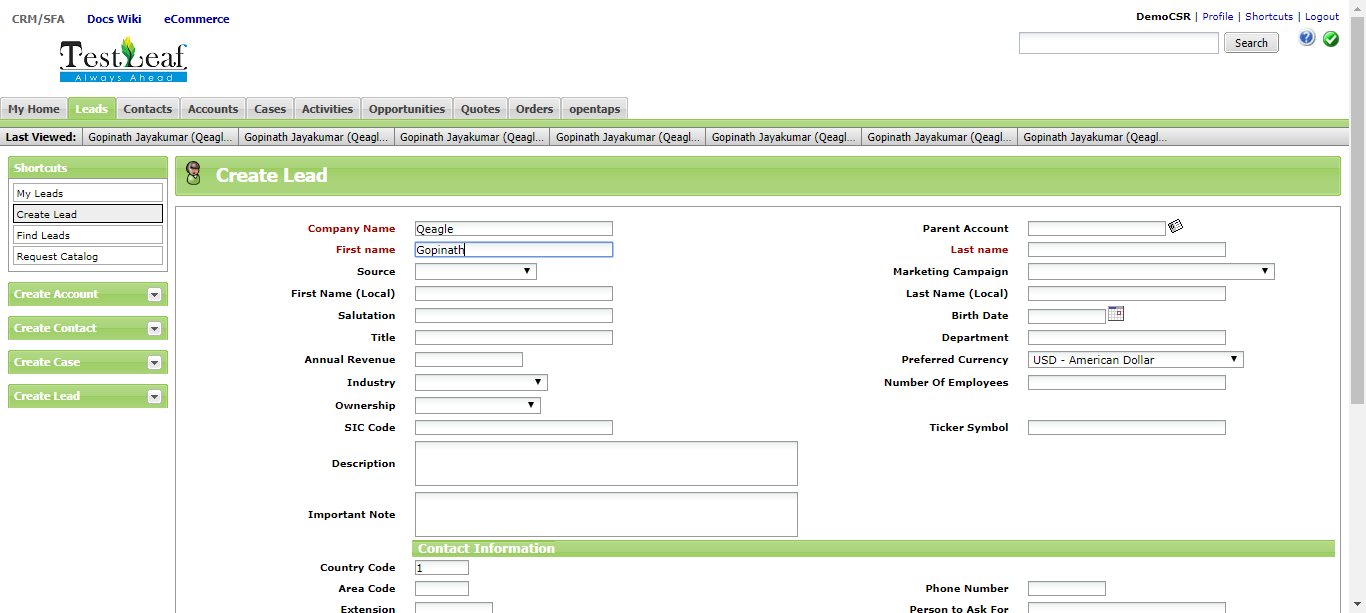 CRM/SFA Docs Wiki eCommerce
DemoCSR | Profile | Shortcuts | Logout
TestLeaf
Always Ahead
Search
?
My Home Leads Contacts Accounts Cases Activities Opportunities Quotes Orders opentaps
Last Viewed: Gopinath Jayakumar (Qeagl... Gopinath Jayakumar (Qeagl... Gopinath Jayakumar (Qeagl... Gopinath Jayakumar (Qeagl... Gopinath Jayakumar (Qeagl... Gopinath Jayakumar (Qeagl... Gopinath Jayakumar (Qeagl...
Shortcuts
My Leads
Create Lead
Find Leads
Request Catalog
Create Account
Create Contact
Create Case
Create Lead
Create Lead
Company Name Qeagle Parent Account
First name Gopinath Last name
Source Marketing Campaign
First Name (Local) Last Name (Local)
Salutation Birth Date
Title Department
Annual Revenue Preferred Currency USD - American Dollar
Industry Number Of Employees
Ownership
SIC Code Ticker Symbol
Description
Important Note
Contact Information
Country Code 1
Area Code Phone Number
Extension Person to Ask For